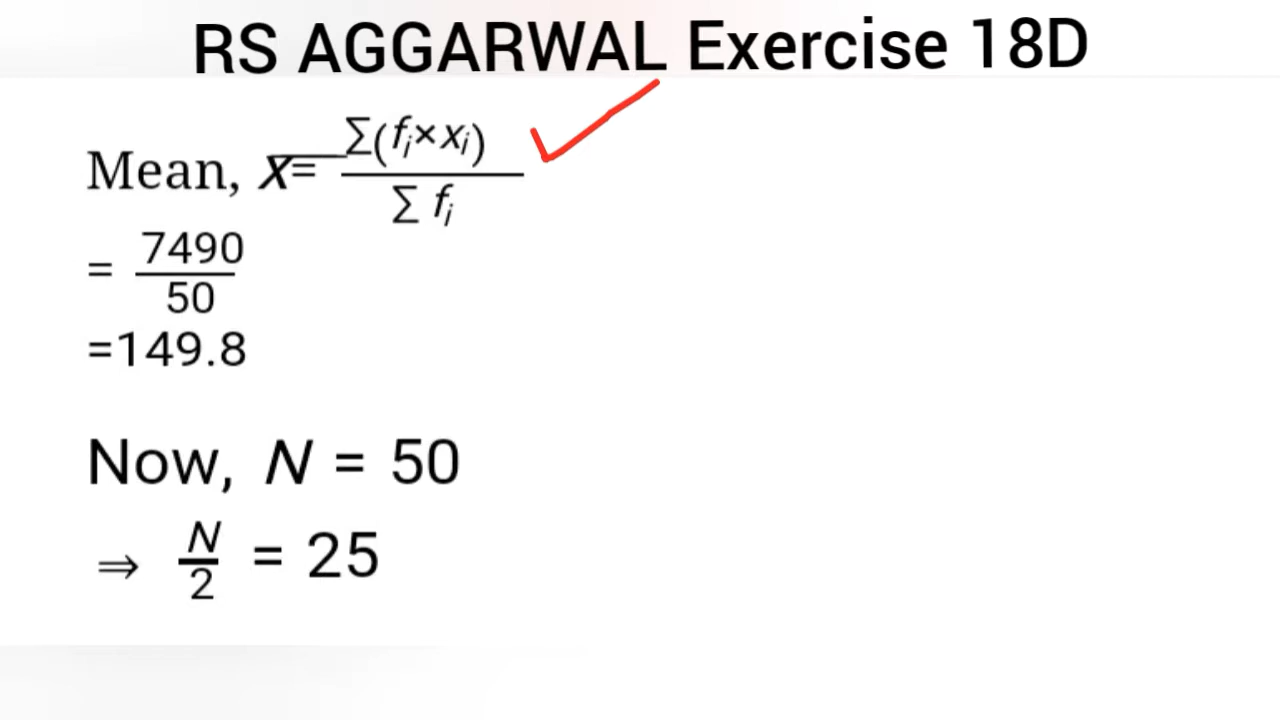 RS AGGARWAL Exercise 18D
Mean, x̄= ∑(fᵢ×xᵢ)
∑ fᵢ
= 7490
50
=149.8
Now, N = 50
⇒ N/2 = 25